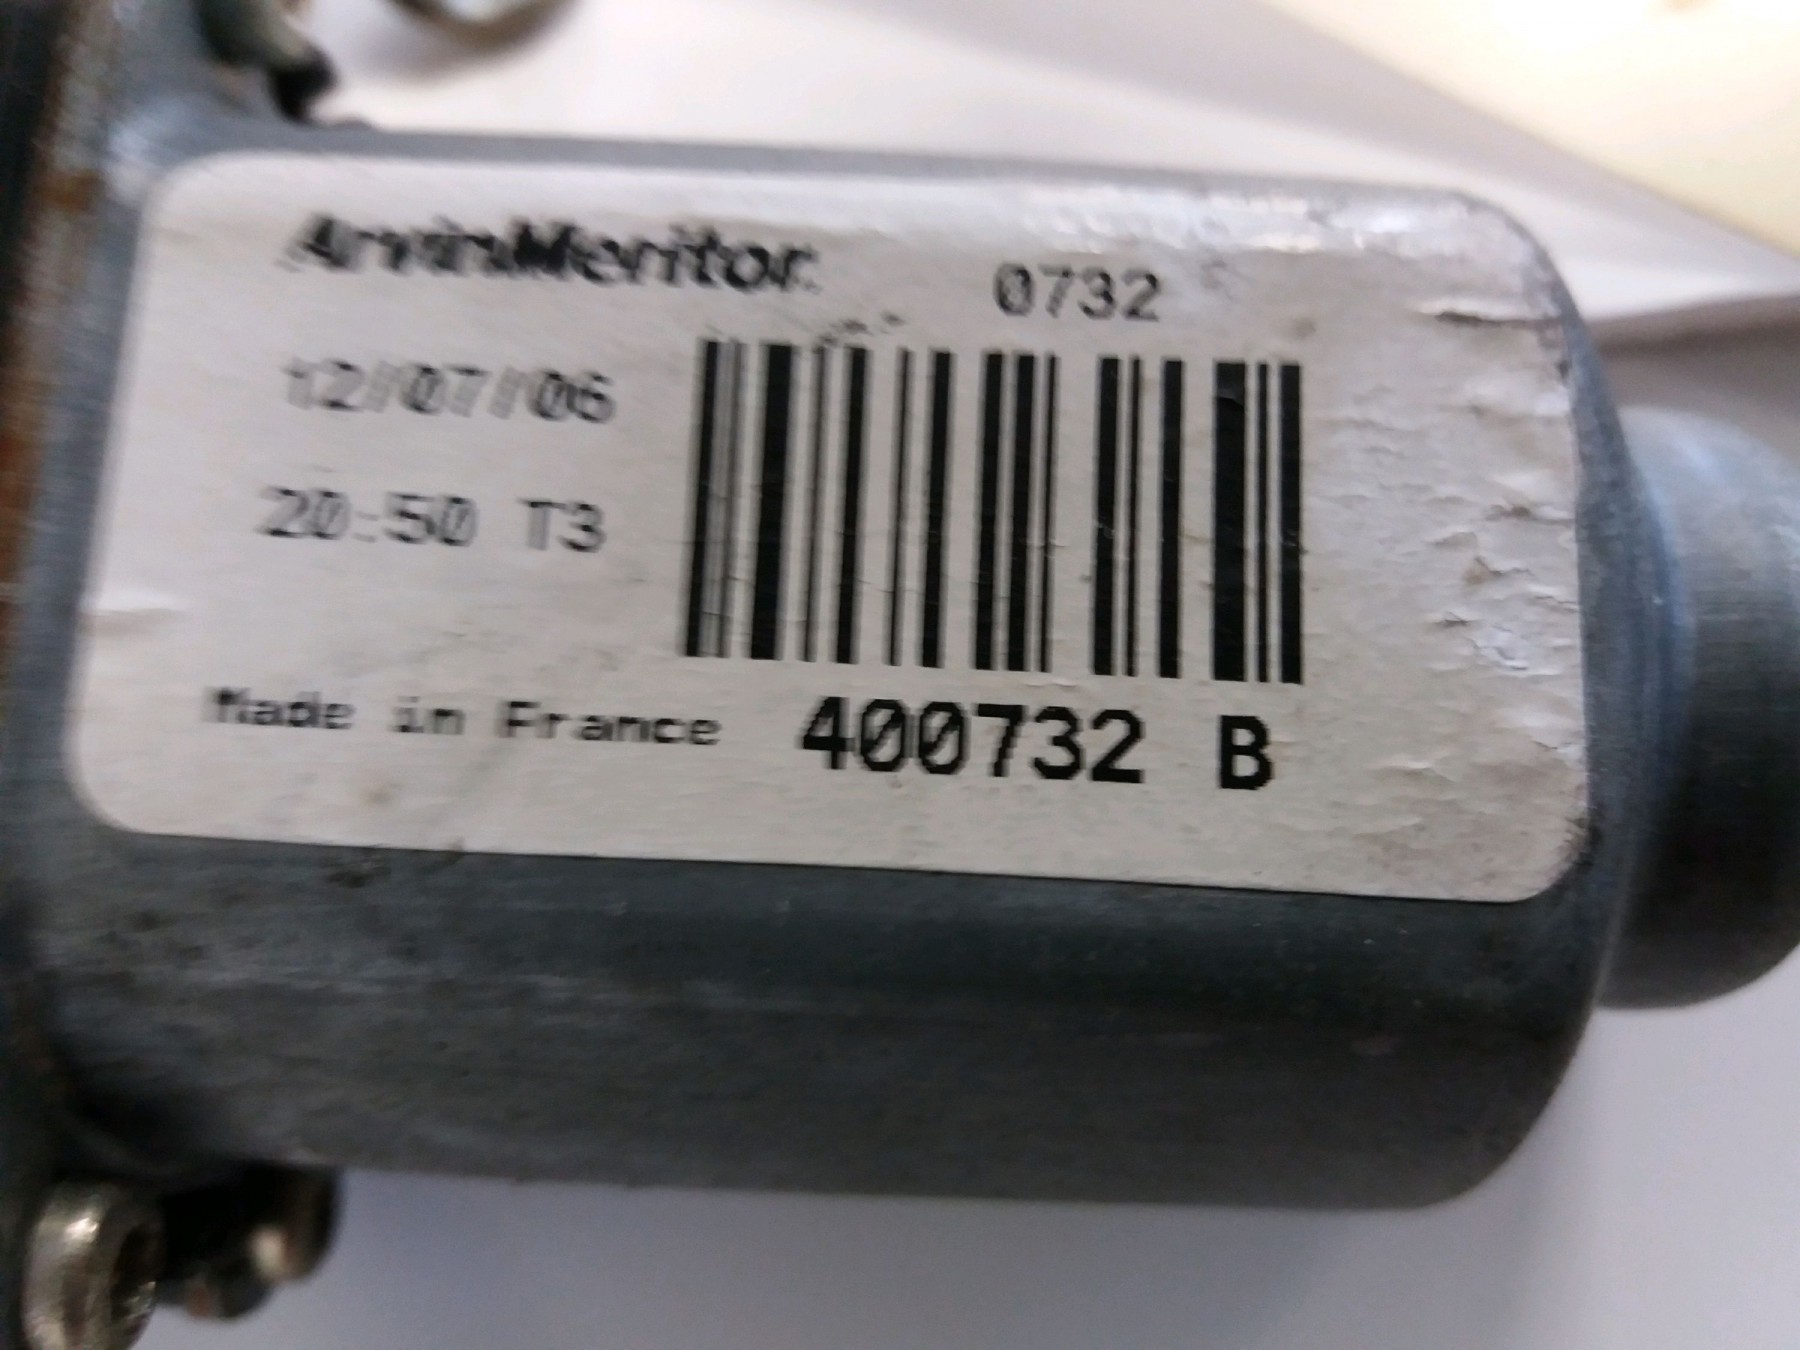 ArvinMeritor.
0732
12/07/06
20:50 T3
Made in France
400732 B